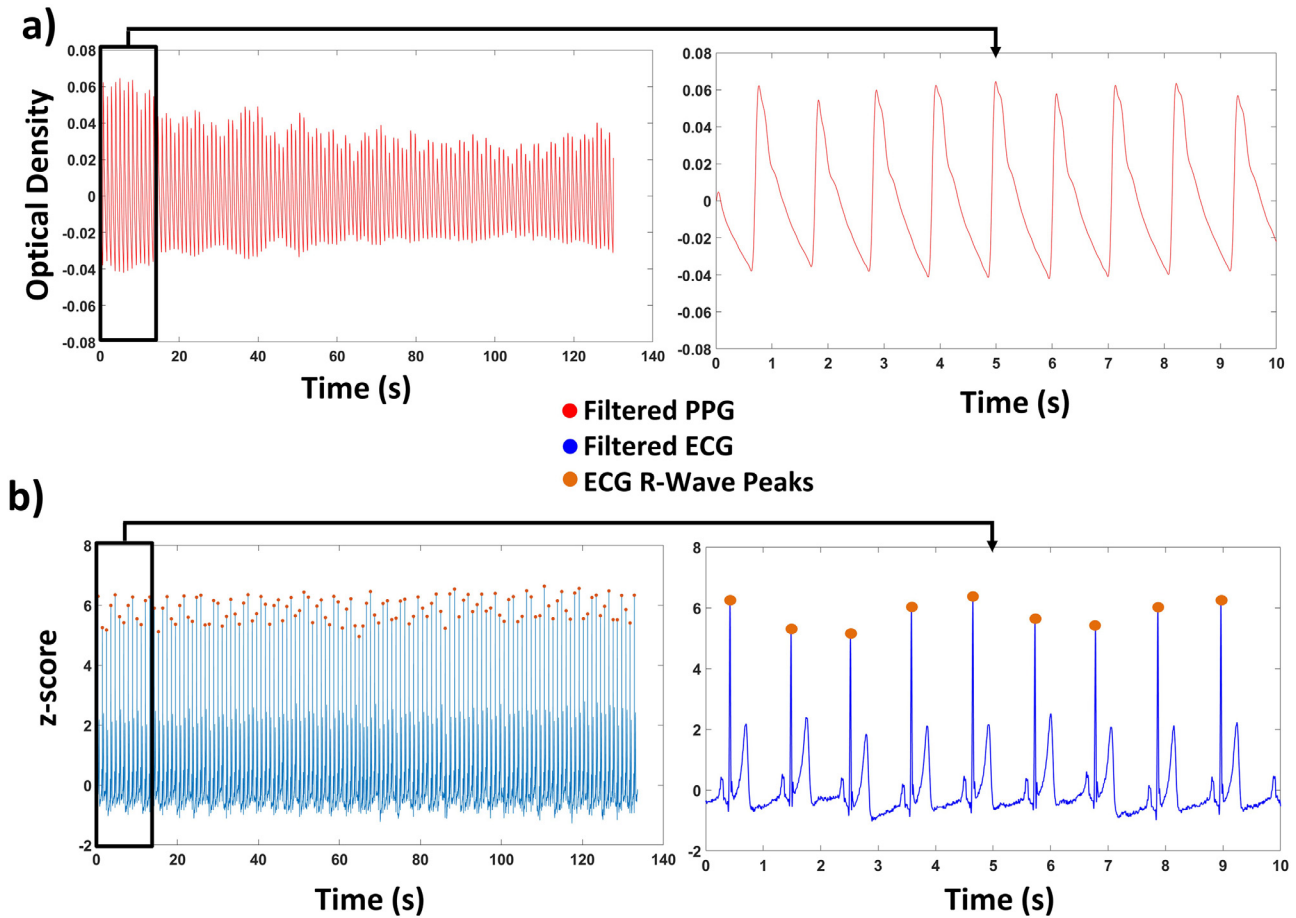 a)
0.08
0.06
0.04
0.02
0
-0.02
-0.04
-0.06
-0.08
Optical Density
0 20 40 60 80 100 120 140
Time (s)
0.08
0.06
0.04
0.02
0
-0.02
-0.04
-0.06
-0.08
0 1 2 3 4 5 6 7 8 9 10
Time (s)
Filtered PPG
Filtered ECG
ECG R-Wave Peaks
b)
8
6
4
2
0
-2
z-score
0 20 40 60 80 100 120 140
Time (s)
8
6
4
2
0
-2
0 1 2 3 4 5 6 7 8 9 10
Time (s)